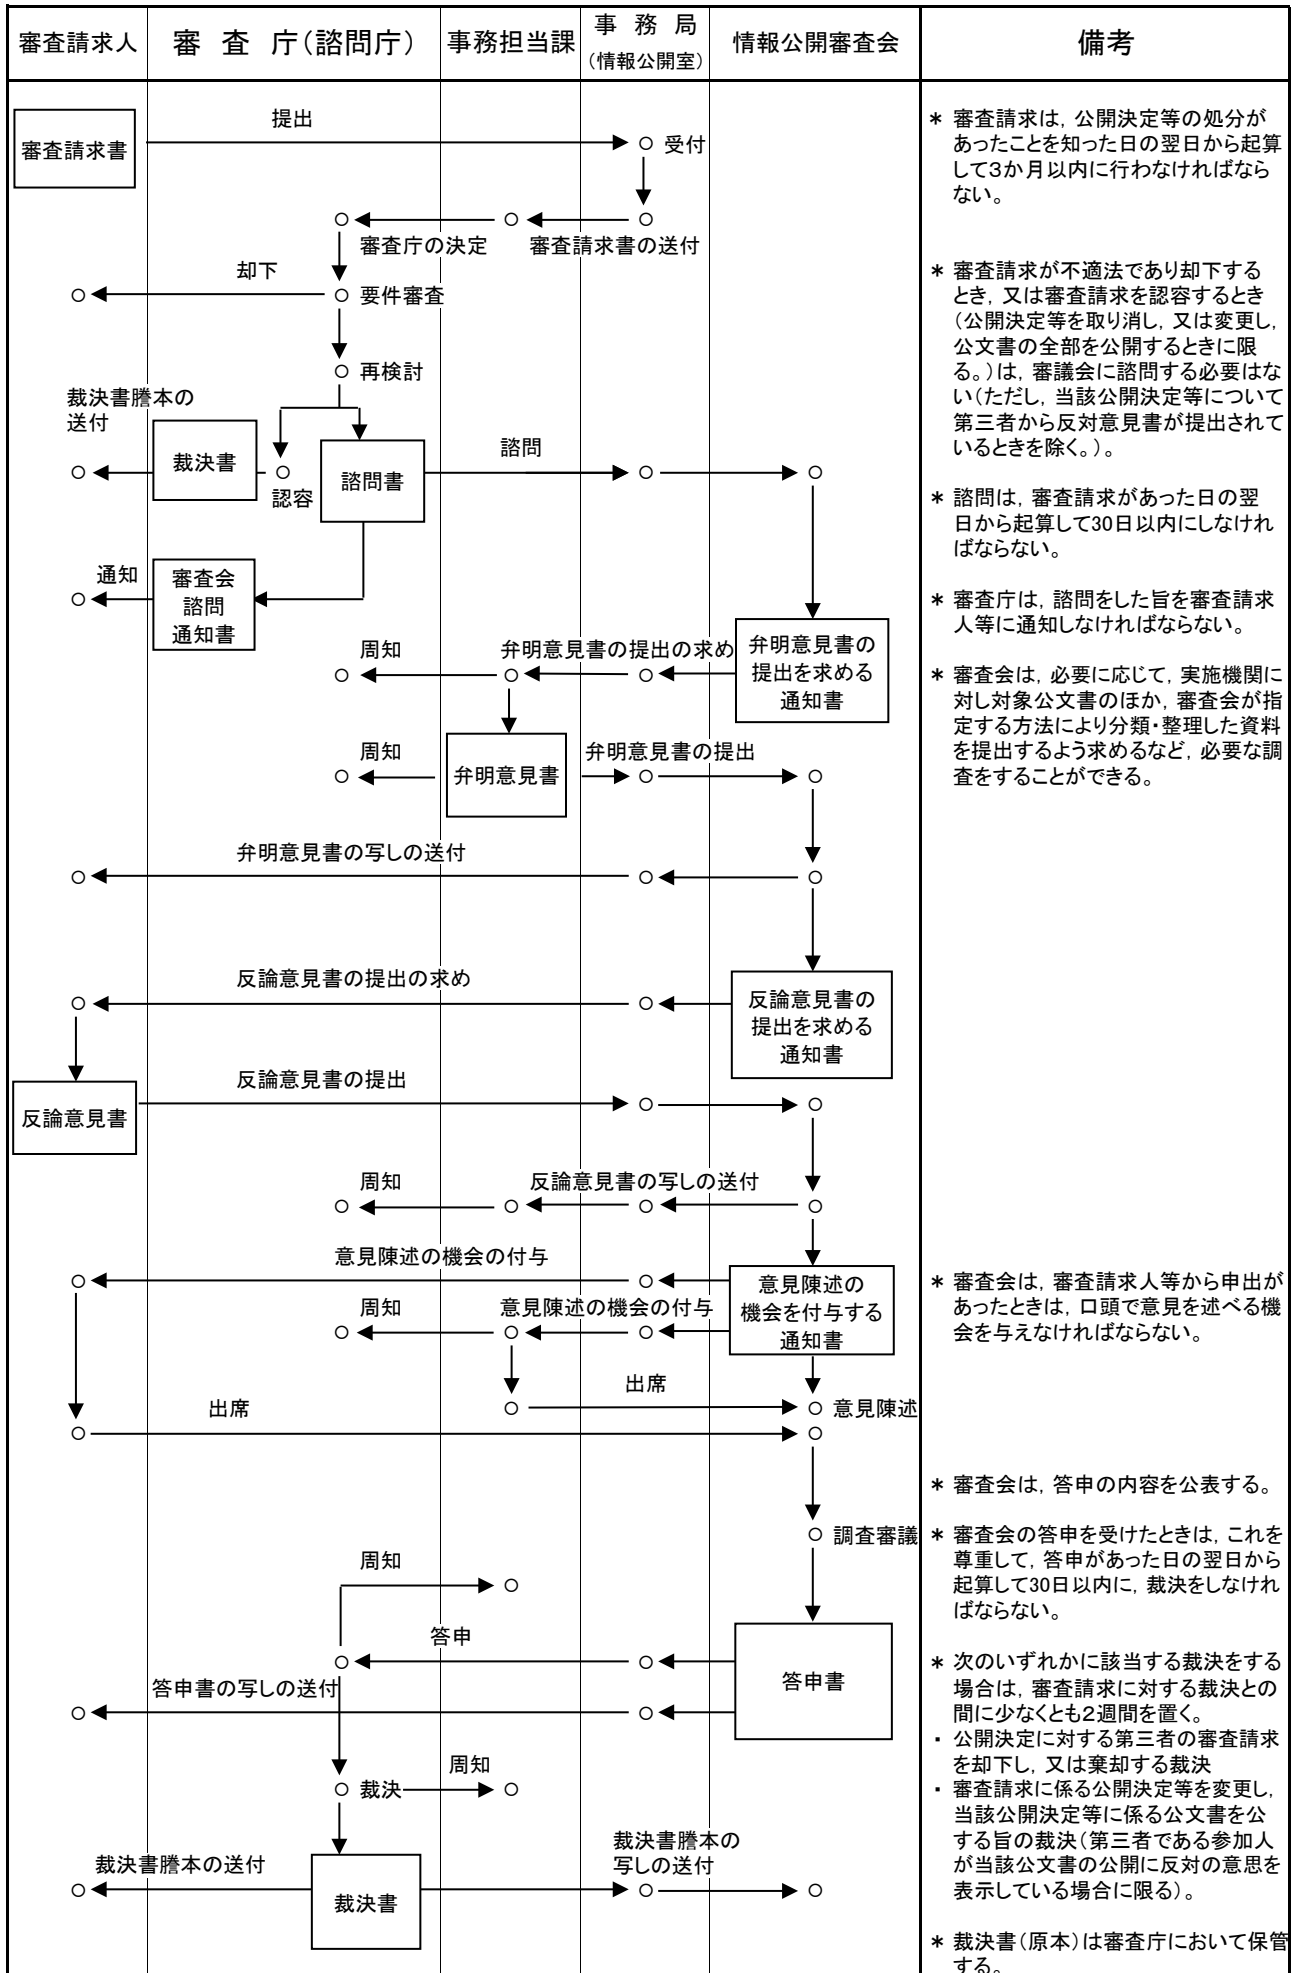 審査請求人
審　査　庁（諮問庁）
事務担当課
事　務　局
（情報公開室）
情報公開審査会
備考
審査請求書
提出
受付
審査庁の決定
審査請求書の送付
却下
要件審査
再検討
裁決書謄本の
送付
裁決書
認容
諮問書
諮問
通知
審査会
諮問
通知書
周知
弁明意見書の提出の求め
弁明意見書の
提出を求める
通知書
周知
弁明意見書
弁明意見書の提出
弁明意見書の写しの送付
反論意見書の提出の求め
反論意見書の
提出を求める
通知書
反論意見書の提出
反論意見書
周知
反論意見書の写しの送付
意見陳述の機会の付与
周知
意見陳述の機会の付与
意見陳述の
機会を付与する
通知書
出席
出席
意見陳述
調査審議
周知
答申
答申書の写しの送付
答申書
裁決
周知
裁決書謄本の送付
裁決書
裁決書謄本の
写しの送付
＊ 審査請求は，公開決定等の処分が
あったことを知った日の翌日から起算
して３か月以内に行わなければなら
ない。
＊ 審査請求が不適法であり却下する
とき，又は審査請求を認容するとき
（公開決定等を取り消し，又は変更し，
公文書の全部を公開するときに限
る。）は，審議会に諮問する必要はな
い（ただし，当該公開決定等について
第三者から反対意見書が提出されて
いるときを除く。）。
＊ 諮問は，審査請求があった日の翌
日から起算して30日以内にしなけれ
ばならない。
＊ 審査庁は，諮問をした旨を審査請求
人等に通知しなければならない。
＊ 審査会は，必要に応じて，実施機関に
対し対象公文書のほか，審査会が指
定する方法により分類・整理した資料
を提出するよう求めるなど，必要な調
査をすることができる。
＊ 審査会は，審査請求人等から申出が
あったときは，口頭で意見を述べる機
会を与えなければならない。
＊ 審査会は，答申の内容を公表する。
＊ 審査会の答申を受けたときは，これを
尊重して，答申があった日の翌日から
起算して30日以内に，裁決をしなけれ
ばならない。
＊ 次のいずれかに該当する裁決をする
場合は，審査請求に対する裁決との
間に少なくとも２週間を置く。
・ 公開決定に対する第三者の審査請求
を却下し，又は棄却する裁決
・ 審査請求に係る公開決定等を変更し，
当該公開決定等に係る公文書を公
する旨の裁決（第三者である参加人
が当該公文書の公開に反対の意思を
表示している場合に限る）。
＊ 裁決書（原本）は審査庁において保管
する。